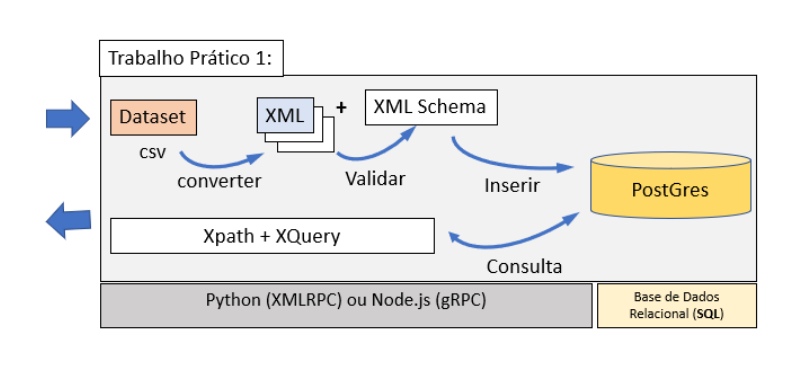 Trabalho Prático 1:
Dataset
XML
+
XML Schema
csv
converter
Validar
Inserir
PostGres
Xpath + XQuery
Consulta
Python (XMLRPC) ou Node.js (gRPC)
Base de Dados
Relacional (SQL)